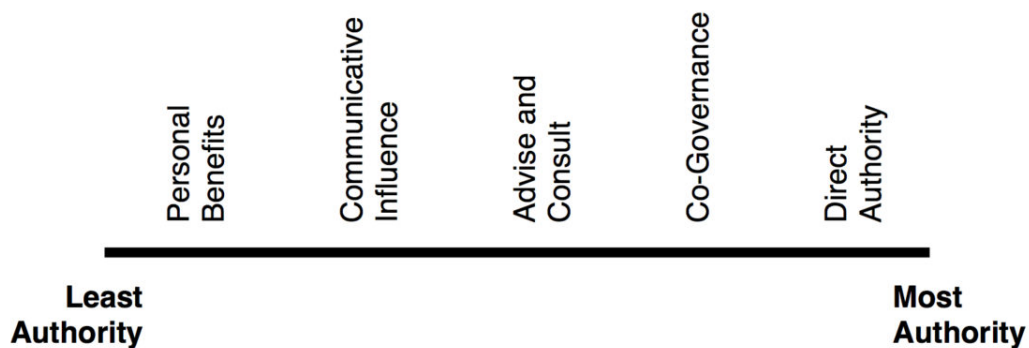 Personal
Benefits
Communicative
Influence
Advise and
Consult
Co-Governance
Direct
Authority
Least
Authority
Most
Authority